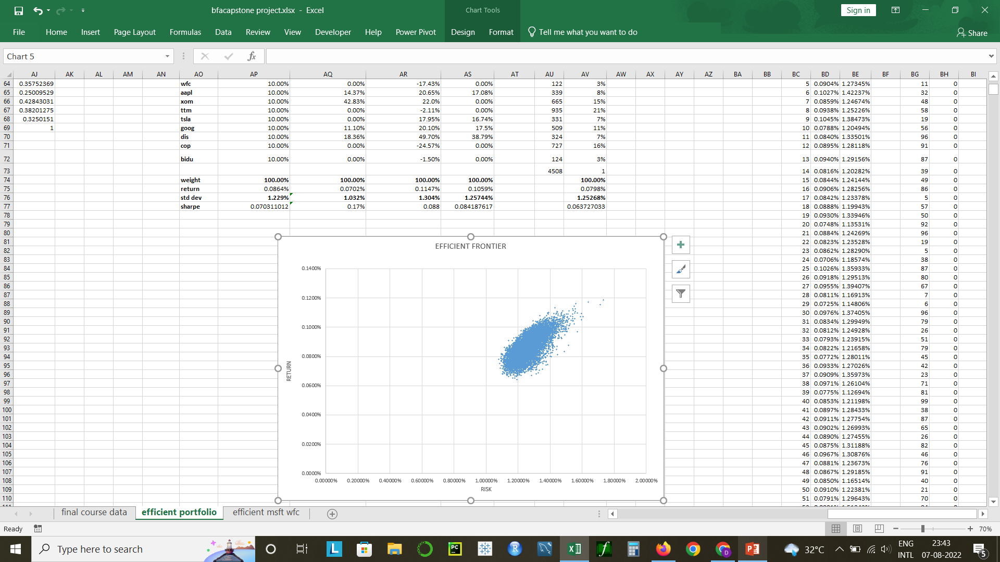 bfacapstone project.xlsx - Excel
Chart Tools
Sign in
File Home Insert Page Layout Formulas Data Review View Developer Help Power Pivot Design Format Tell me what you want to do Share
Chart 5 fx
AJ AK AL AM AN AO AP AQ AR AS AT AU AV AW AX AY AZ BA BB BC BD BE BF BG BH BI
64 0.35752369 wfc 10.00% 0.00% -17.43% 0.00% 122 3% 5 0.0904% 1.27345% 11 0
65 0.25009529 aapl 10.00% 14.37% 20.65% 17.08% 339 8% 6 0.1027% 1.42237% 32 0
66 0.42843031 xom 10.00% 42.83% 22.0% 0.00% 665 15% 7 0.0859% 1.24674% 48 0
67 0.38201275 ttm 10.00% 0.00% -2.11% 0.00% 935 21% 8 0.0938% 1.25226% 58 0
68 0.3250151 tsla 10.00% 0.00% 17.95% 16.74% 331 7% 9 0.1045% 1.38473% 19 0
69 1 goog 10.00% 11.10% 20.10% 17.5% 509 11% 10 0.0788% 1.20494% 56 0
70 dis 10.00% 18.36% 49.70% 38.79% 324 7% 11 0.0840% 1.33501% 96 0
71 cop 10.00% 0.00% -24.57% 0.00% 727 16% 12 0.0895% 1.28118% 91 0
72 bidu 10.00% 0.00% -1.50% 0.00% 124 3% 13 0.0940% 1.29156% 87 0
73 4508 1 14 0.0816% 1.20282% 39 0
74 weight 100.00% 100.00% 100.00% 100.00% 100.00% 15 0.0844% 1.24144% 49 0
75 return 0.0864% 0.0702% 0.1147% 0.1059% 0.0798% 16 0.0906% 1.28256% 86 0
76 std dev 1.229% 1.032% 1.304% 1.25744% 1.25268% 17 0.0842% 1.23378% 5 0
77 sharpe 0.070311012 0.17% 0.088 0.084187617 0.063727033 18 0.0888% 1.19943% 57 0
78 19 0.0930% 1.33946% 50 0
79 20 0.0748% 1.13531% 92 0
80 21 0.0884% 1.24269% 96 0
81 22 0.0823% 1.23528% 19 0
82 23 0.0862% 1.28290% 5 0
83 24 0.0706% 1.18574% 38 0
84 25 0.1026% 1.35933% 87 0
85 26 0.0918% 1.29513% 80 0
86 27 0.0955% 1.39407% 67 0
87 28 0.0811% 1.16913% 7 0
88 29 0.0725% 1.14806% 6 0
89 30 0.0976% 1.37405% 96 0
90 31 0.0834% 1.29949% 79 0
91 32 0.0812% 1.24928% 26 0
92 33 0.0793% 1.23915% 51 0
93 34 0.0822% 1.21658% 79 0
94 35 0.0772% 1.28011% 45 0
95 36 0.0933% 1.27026% 42 0
96 37 0.0909% 1.35973% 23 0
97 38 0.0971% 1.26104% 71 0
98 39 0.0775% 1.12694% 81 0
99 40 0.0853% 1.21198% 99 0
100 41 0.0897% 1.28433% 38 0
101 42 0.0911% 1.27754% 87 0
102 43 0.0902% 1.26993% 65 0
103 44 0.0890% 1.27455% 26 0
104 45 0.0875% 1.31188% 82 0
105 46 0.0967% 1.30876% 46 0
106 47 0.0881% 1.23673% 76 0
107 48 0.0867% 1.29185% 91 0
108 49 0.0850% 1.16514% 40 0
109 50 0.0910% 1.22381% 21 0
110 51 0.0791% 1.29643% 70 0
EFFICIENT FRONTIER
0.1400%
0.1200%
0.1000%
0.0800%
0.0600%
0.0400%
0.0200%
0.0000%
RETURN
0.00000% 0.20000% 0.40000% 0.60000% 0.80000% 1.00000% 1.20000% 1.40000% 1.60000% 1.80000% 2.00000%
RISK
final course data efficient portfolio efficient msft wfc
Ready 70%
Type here to search
32°C
ENG
INTL
23:43
07-08-2022
5